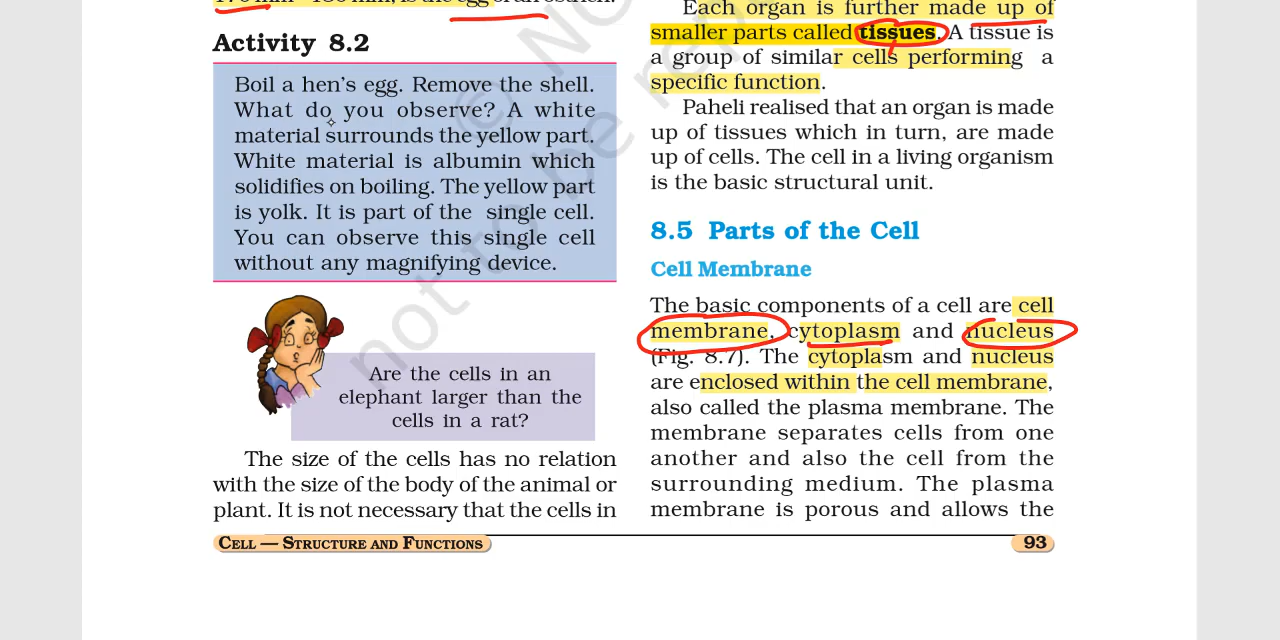 Activity 8.2
Boil a hen's egg. Remove the shell.
What do you observe? A white
material surrounds the yellow part.
White material is albumin which
solidifies on boiling. The yellow part
is yolk. It is part of the single cell.
You can observe this single cell
without any magnifying device.
Are the cells in an
elephant larger than the
cells in a rat?
The size of the cells has no relation
with the size of the body of the animal or
plant. It is not necessary that the cells in
Each organ is further made up of
smaller parts called tissues. A tissue is
a group of similar cells performing a
specific function.
Paheli realised that an organ is made
up of tissues which in turn, are made
up of cells. The cell in a living organism
is the basic structural unit.
8.5 Parts of the Cell
Cell Membrane
The basic components of a cell are cell
membrane, cytoplasm and nucleus
(Fig. 8.7). The cytoplasm and nucleus
are enclosed within the cell membrane,
also called the plasma membrane. The
membrane separates cells from one
another and also the cell from the
surrounding medium. The plasma
membrane is porous and allows the
CELL — STRUCTURE AND FUNCTIONS
93
not to be